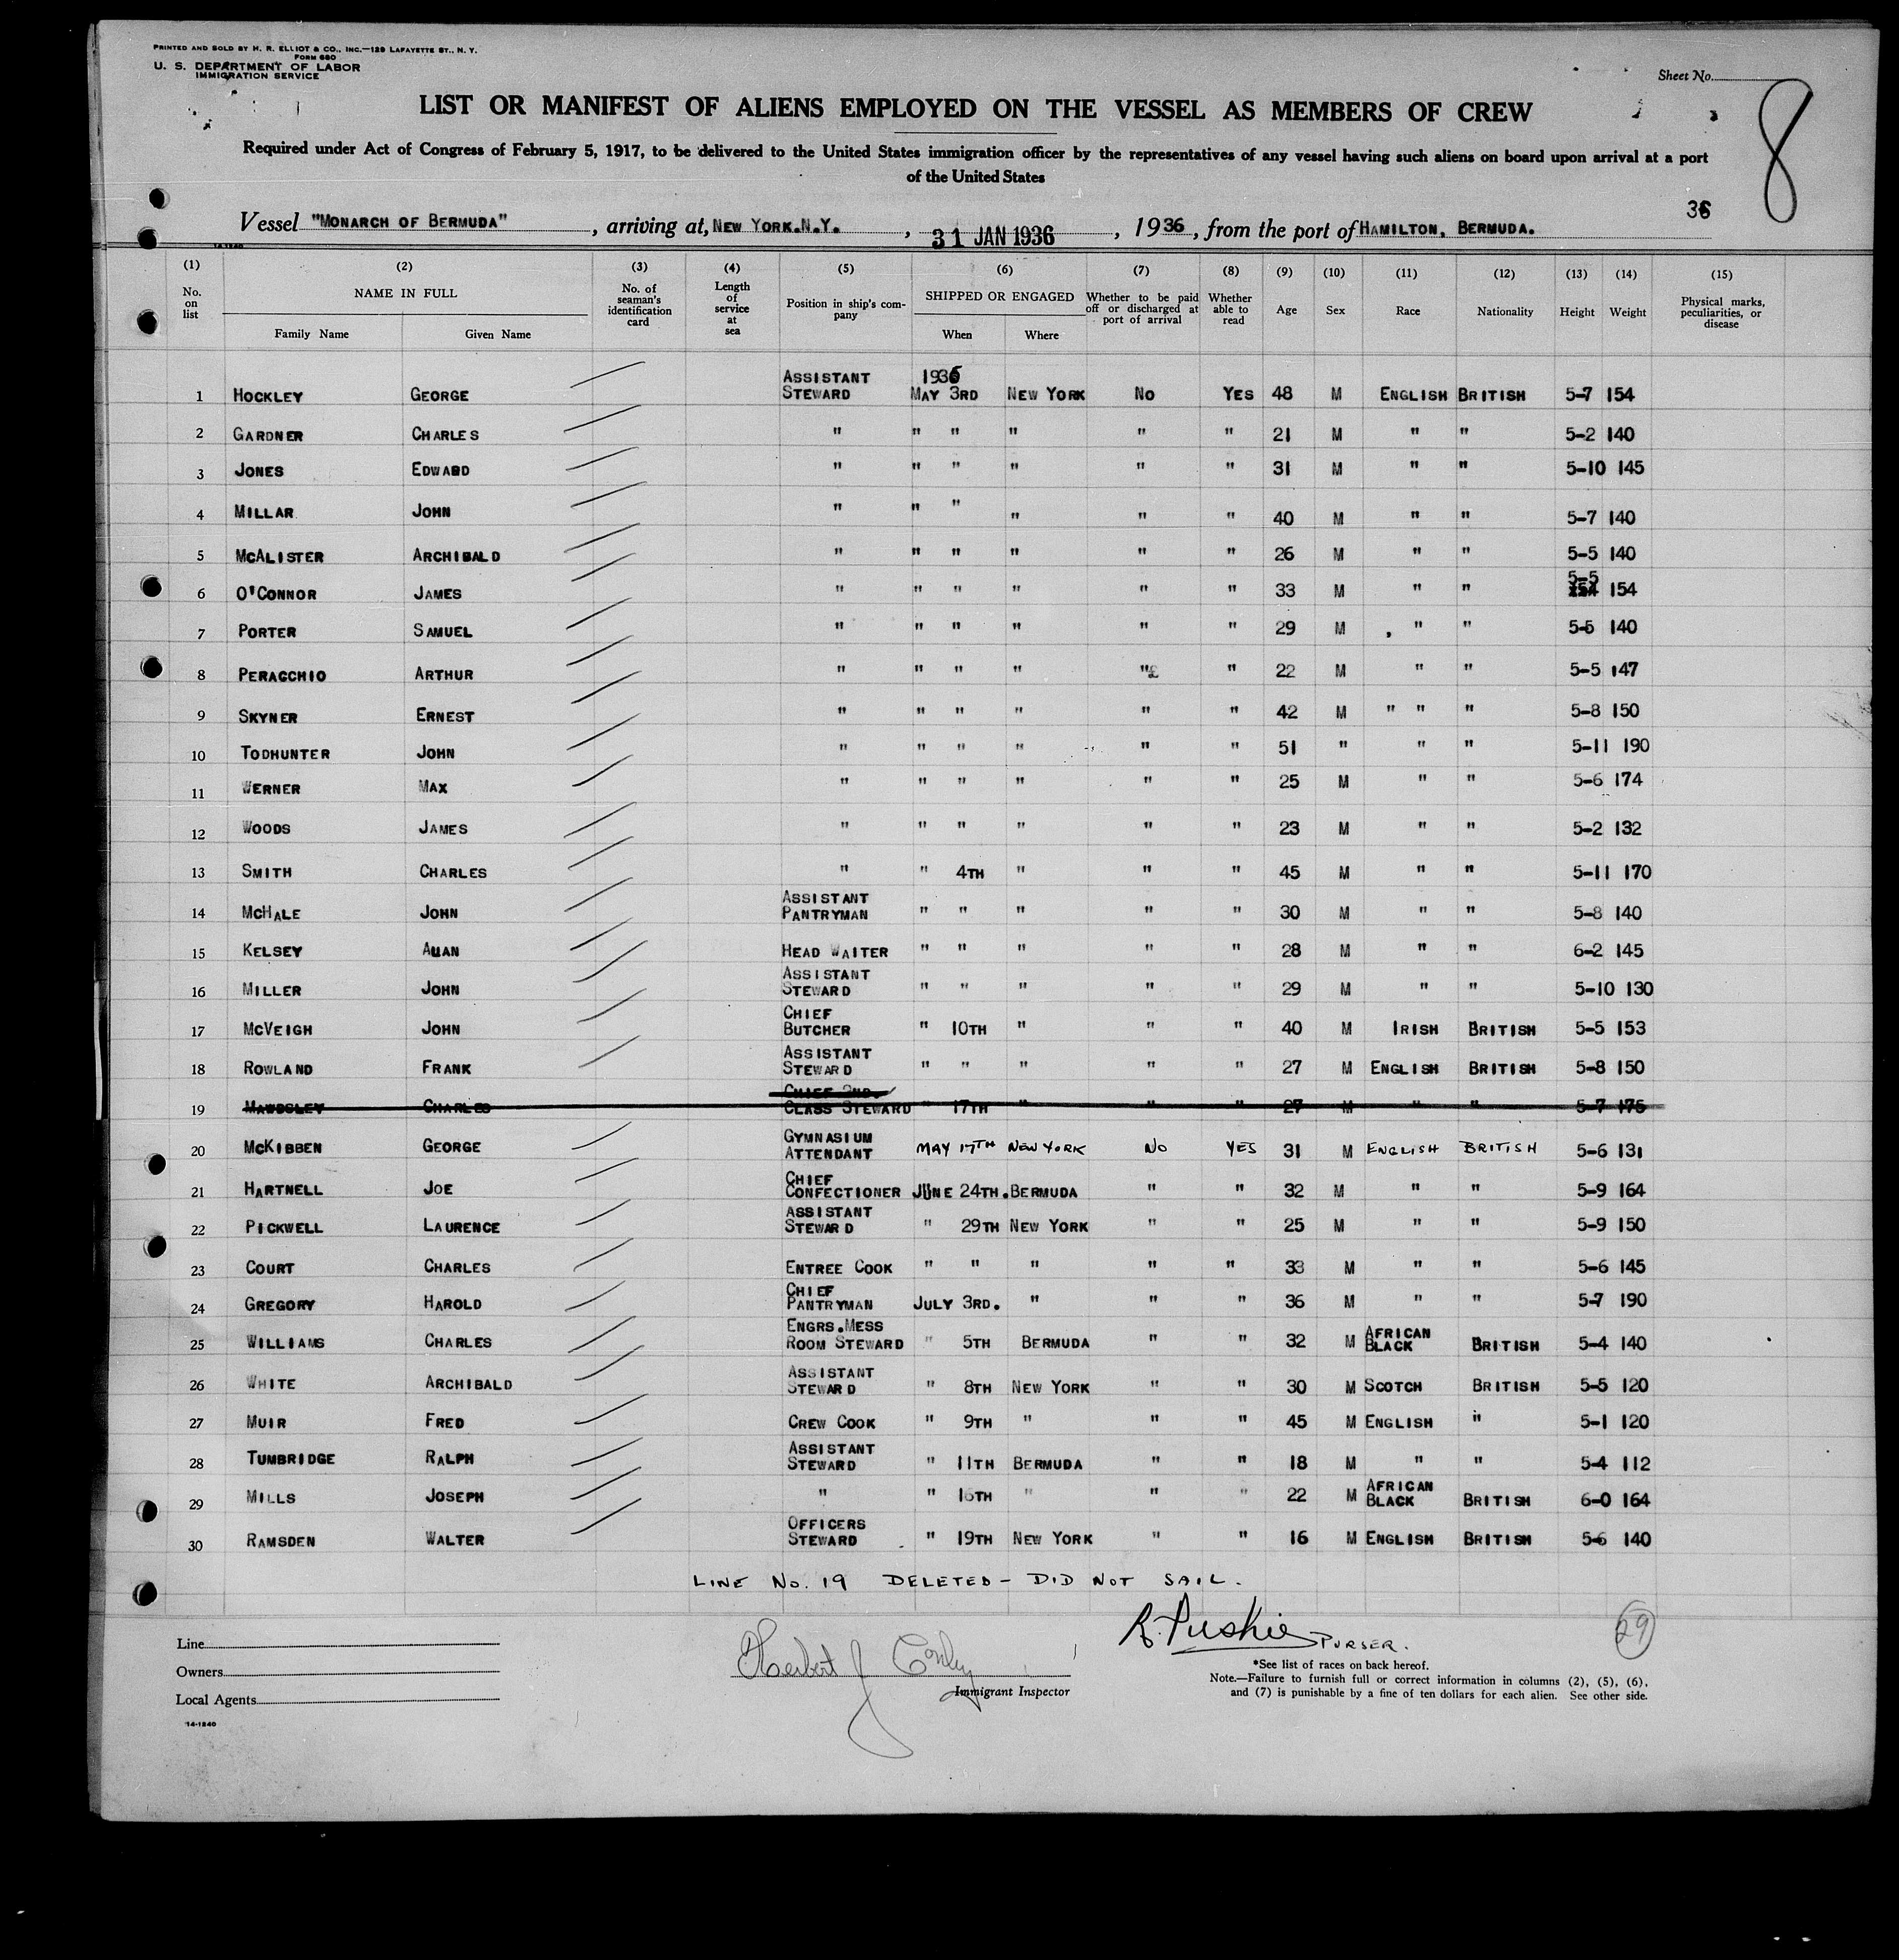 PRINTED AND SOLD BY H. R. ELLIOT & CO., INC.—129 LAFAYETTE ST., N. Y.
FORM 680
U. S. DEPARTMENT OF LABOR
IMMIGRATION SERVICE
Sheet No.
8
LIST OR MANIFEST OF ALIENS EMPLOYED ON THE VESSEL AS MEMBERS OF CREW
Required under Act of Congress of February 5, 1917, to be delivered to the United States immigration officer by the representatives of any vessel having such aliens on board upon arrival at a port
of the United States
36
Vessel "MONARCH OF BERMUDA", arriving at, NEW YORK.N.Y., 31 JAN 1936, 1936, from the port of HAMILTON, BERMUDA.
14-1240
(1) (2) (3) (4) (5) (6) (7) (8) (9) (10) (11) (12) (13) (14) (15)
No. on list NAME IN FULL Family Name Given Name No. of seaman's identification card Length of service at sea Position in ship's company SHIPPED OR ENGAGED When Where Whether to be paid off or discharged at port of arrival Whether able to read Age Sex Race Nationality Height Weight Physical marks, peculiarities, or disease
1 HOCKLEY GEORGE ASSISTANT STEWARD 1935 MAY 3RD NEW YORK NO YES 48 M ENGLISH BRITISH 5-7 154
2 GARDNER CHARLES " " " " " " 21 M " " 5-2 140
3 JONES EDWARD " " " " " " 31 M " " 5-10 145
4 MILLAR JOHN " " " " " " 40 M " " 5-7 140
5 MCALISTER ARCHIBALD " " " " " " 26 M " " 5-5 140
6 O'CONNOR JAMES " " " " " " 33 M " " 5-5 154
7 PORTER SAMUEL " " " " " " 29 M " " 5-5 140
8 PERACCHIO ARTHUR " " " " " " 22 M " " 5-5 147
9 SKYNER ERNEST " " " " " " 42 M " " " 5-8 150
10 TODHUNTER JOHN " " " " " " 51 " " " 5-11 190
11 WERNER MAX " " " " " " 25 M " " 5-6 174
12 WOODS JAMES " " " " " " 23 M " " 5-2 132
13 SMITH CHARLES " " 4TH " " " 45 M " " 5-11 170
14 MCHALE JOHN ASSISTANT PANTRYMAN " " " " " 30 M " " 5-8 140
15 KELSEY ALLAN HEAD WAITER " " " " " 28 M " " 6-2 145
16 MILLER JOHN ASSISTANT STEWARD " " " " " 29 M " " 5-10 130
17 MCVEIGH JOHN CHIEF BUTCHER " 10TH " " " 40 M IRISH BRITISH 5-5 153
18 ROWLAND FRANK ASSISTANT STEWARD " " " " " 27 M ENGLISH BRITISH 5-8 150
19 MAWDSLEY CHARLES CHIEF 2ND. CLASS STEWARD " 17TH " " " 27 M " " 5-7 175
20 MCKIBBEN GEORGE GYMNASIUM ATTENDANT MAY 17TH NEW YORK NO YES 31 M ENGLISH BRITISH 5-6 131
21 HARTNELL JOE CHIEF CONFECTIONER JUNE 24TH. BERMUDA " " 32 M " " 5-9 164
22 PICKWELL LAURENCE ASSISTANT STEWARD " 29TH NEW YORK " " 25 M " " 5-9 150
23 COURT CHARLES ENTREE COOK " " " " " 33 M " " 5-6 145
24 GREGORY HAROLD CHIEF PANTRYMAN JULY 3RD. " " " 36 M " " 5-7 190
25 WILLIAMS CHARLES ENGRS.MESS ROOM STEWARD " 5TH BERMUDA " " 32 M AFRICAN BLACK BRITISH 5-4 140
26 WHITE ARCHIBALD ASSISTANT STEWARD " 8TH NEW YORK " " 30 M SCOTCH BRITISH 5-5 120
27 MUIR FRED CREW COOK " 9TH " " " 45 M ENGLISH " 5-1 120
28 TUMBRIDGE RALPH ASSISTANT STEWARD " 11TH BERMUDA " " 18 M " " 5-4 112
29 MILLS JOSEPH " " 16TH " " " 22 M AFRICAN BLACK BRITISH 6-0 164
30 RAMSDEN WALTER OFFICERS STEWARD " 19TH NEW YORK " " 16 M ENGLISH BRITISH 5-6 140
LINE No. 19 DELETED - DID NOT SAIL.
29
Line
Owners
Local Agents
14-1240
Herbert J Conley
Immigrant Inspector
PURSER.
*See list of races on back hereof.
Note.—Failure to furnish full or correct information in columns (2), (5), (6),
and (7) is punishable by a fine of ten dollars for each alien. See other side.